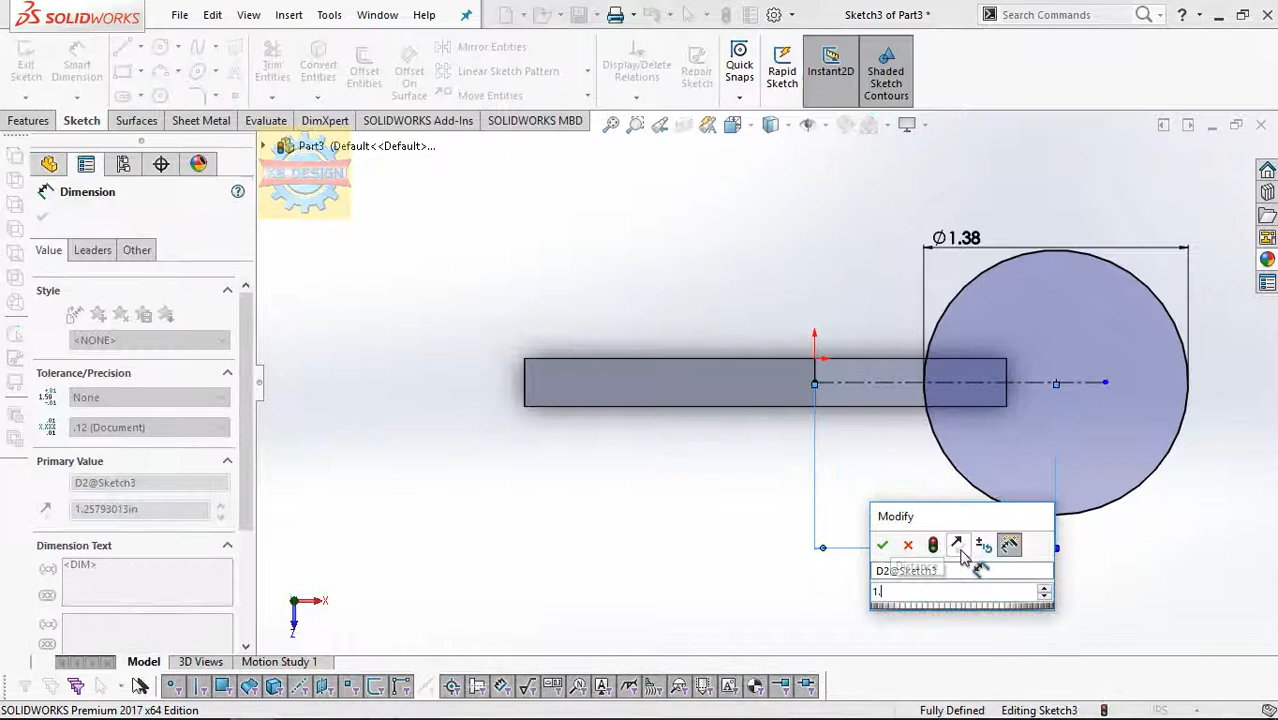 SOLIDWORKS File Edit View Insert Tools Window Help Sketch3 of Part3 * Search Commands ?
Exit Sketch Smart Dimension Trim Entities Convert Entities Offset Entities Offset On Surface Mirror Entities Linear Sketch Pattern Move Entities Display/Delete Relations Repair Sketch Quick Snaps Rapid Sketch Instant2D Shaded Sketch Contours
Features Sketch Surfaces Sheet Metal Evaluate DimXpert SOLIDWORKS Add-Ins SOLIDWORKS MBD
Part3 (Default<<Default>...
Dimension
Value Leaders Other
Style
<NONE>
Tolerance/Precision
None
.12 (Document)
Primary Value
D2@Sketch3
1.25793013in
Dimension Text
<DIM>
Ø1.38
Modify
D2@Sketch3
1.
X
Z
Model 3D Views Motion Study 1
SOLIDWORKS Premium 2017 x64 Edition Fully Defined Editing Sketch3 IPS